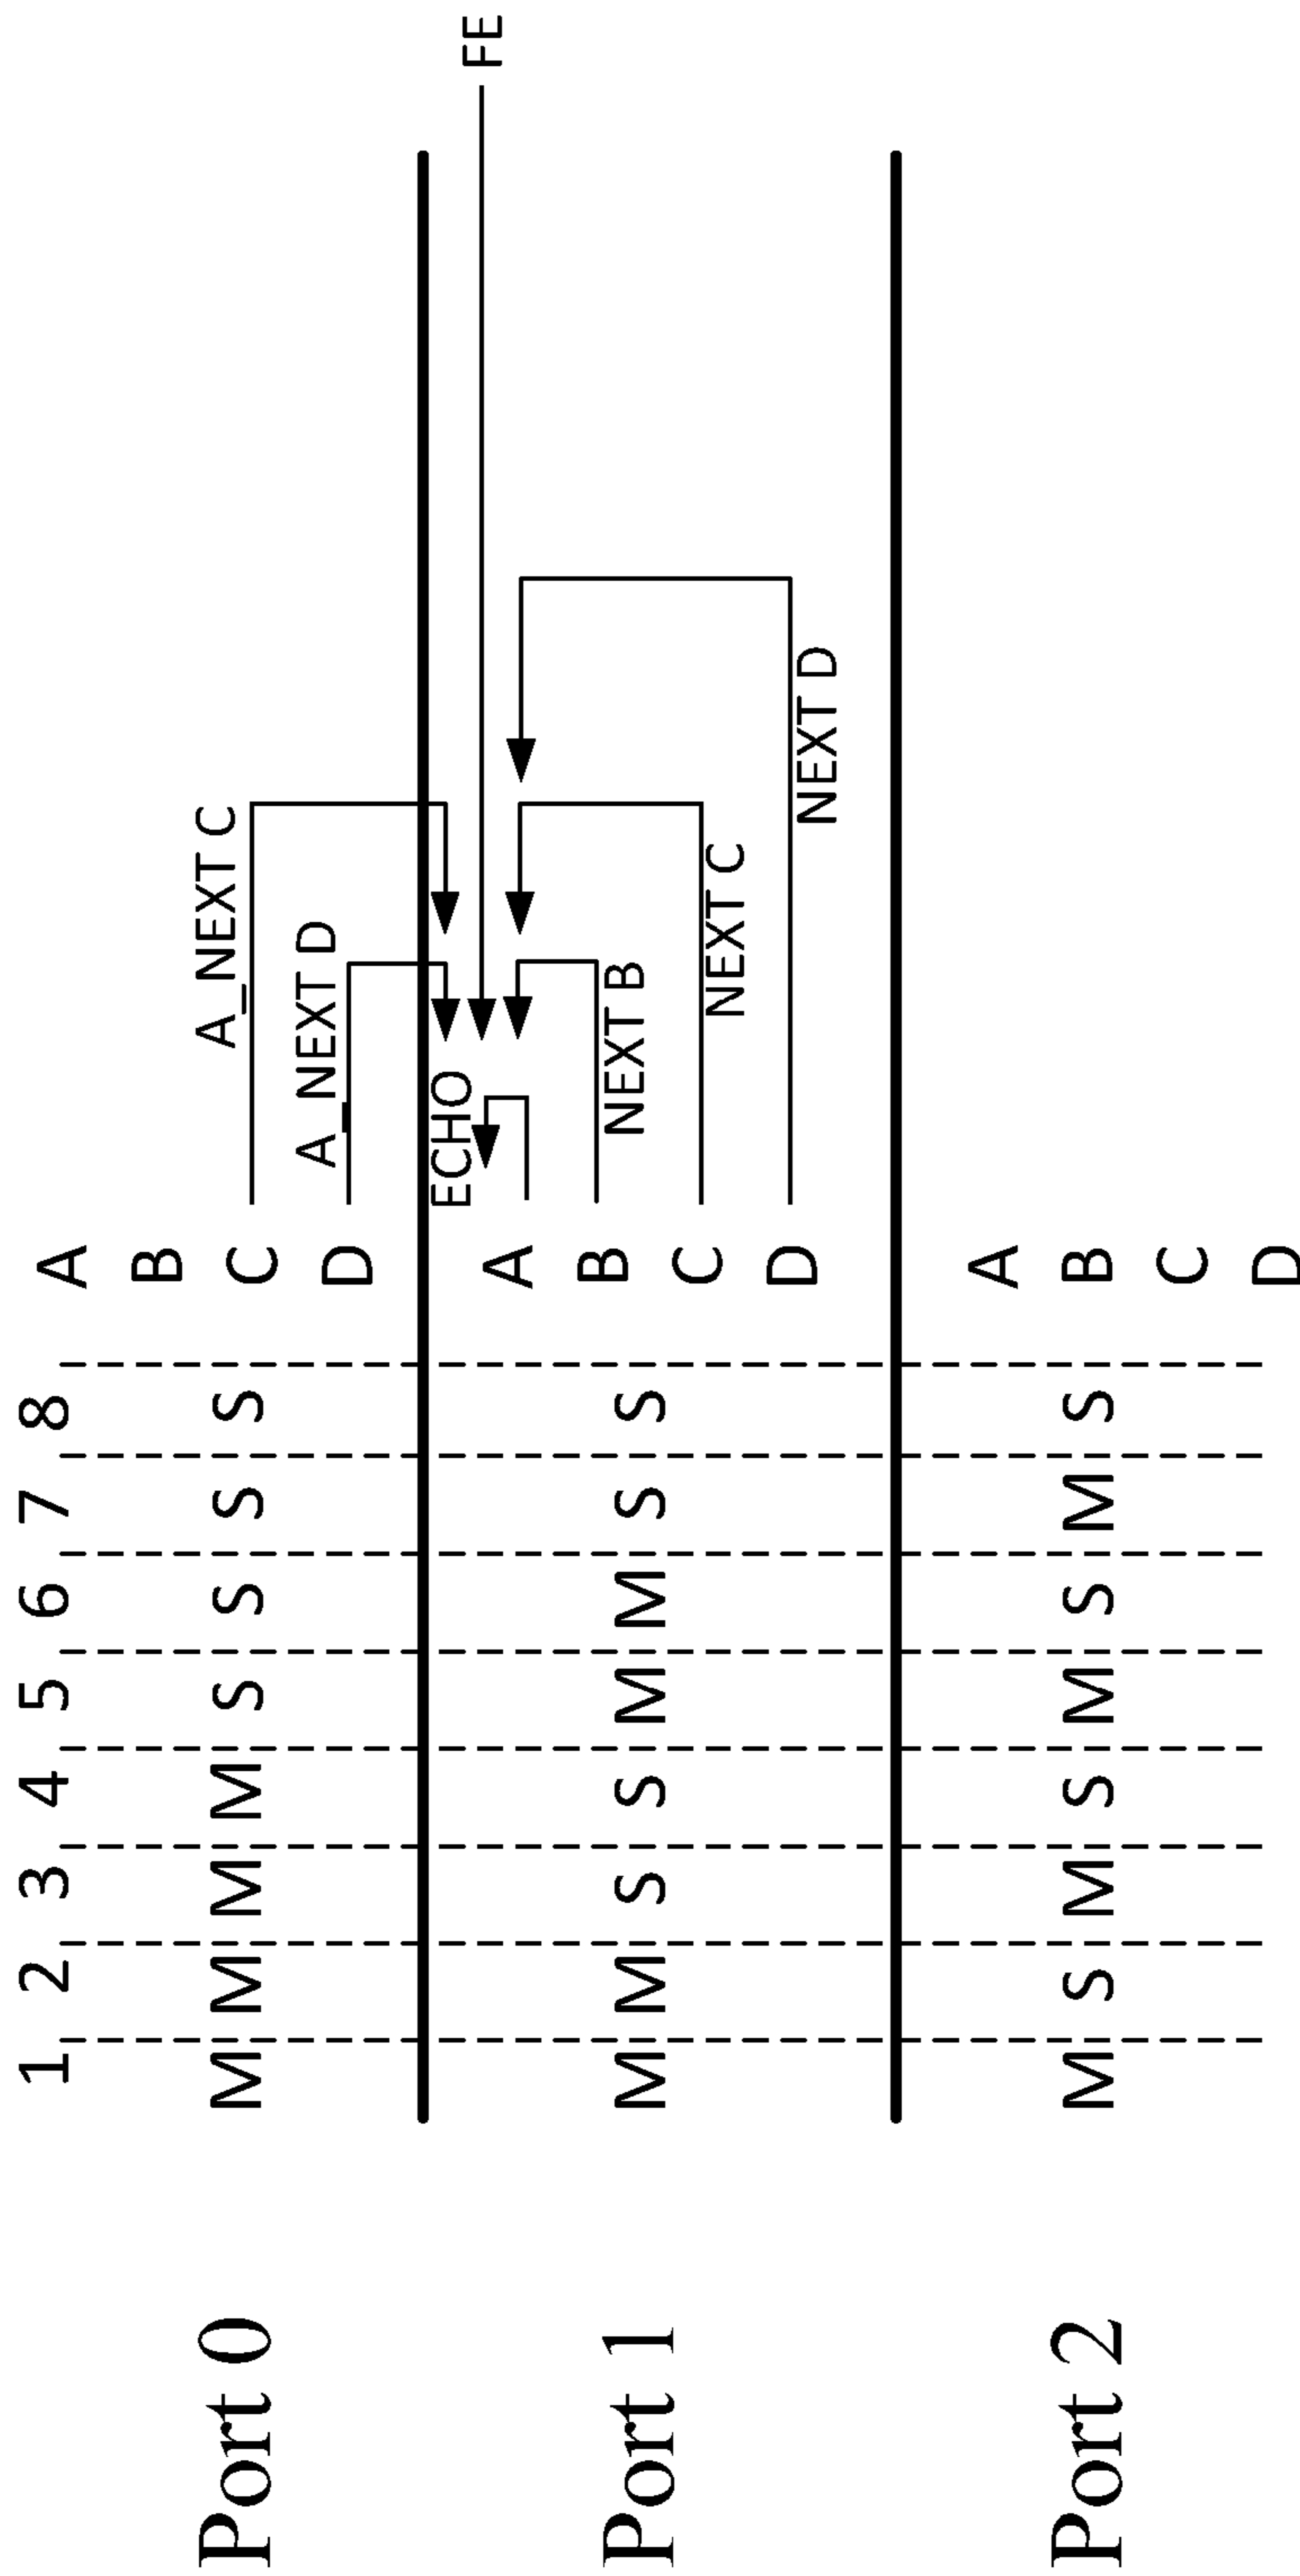 1 2 3 4 5 6 7 8
A
B
Port 0 M M M M S S S S C A_NEXT C
D A_NEXT D
ECHO
FE
A
B NEXT B
Port 1 M M S S M M S S
C NEXT C
D NEXT D
A
Port 2 M S M S M S M S B
C
D